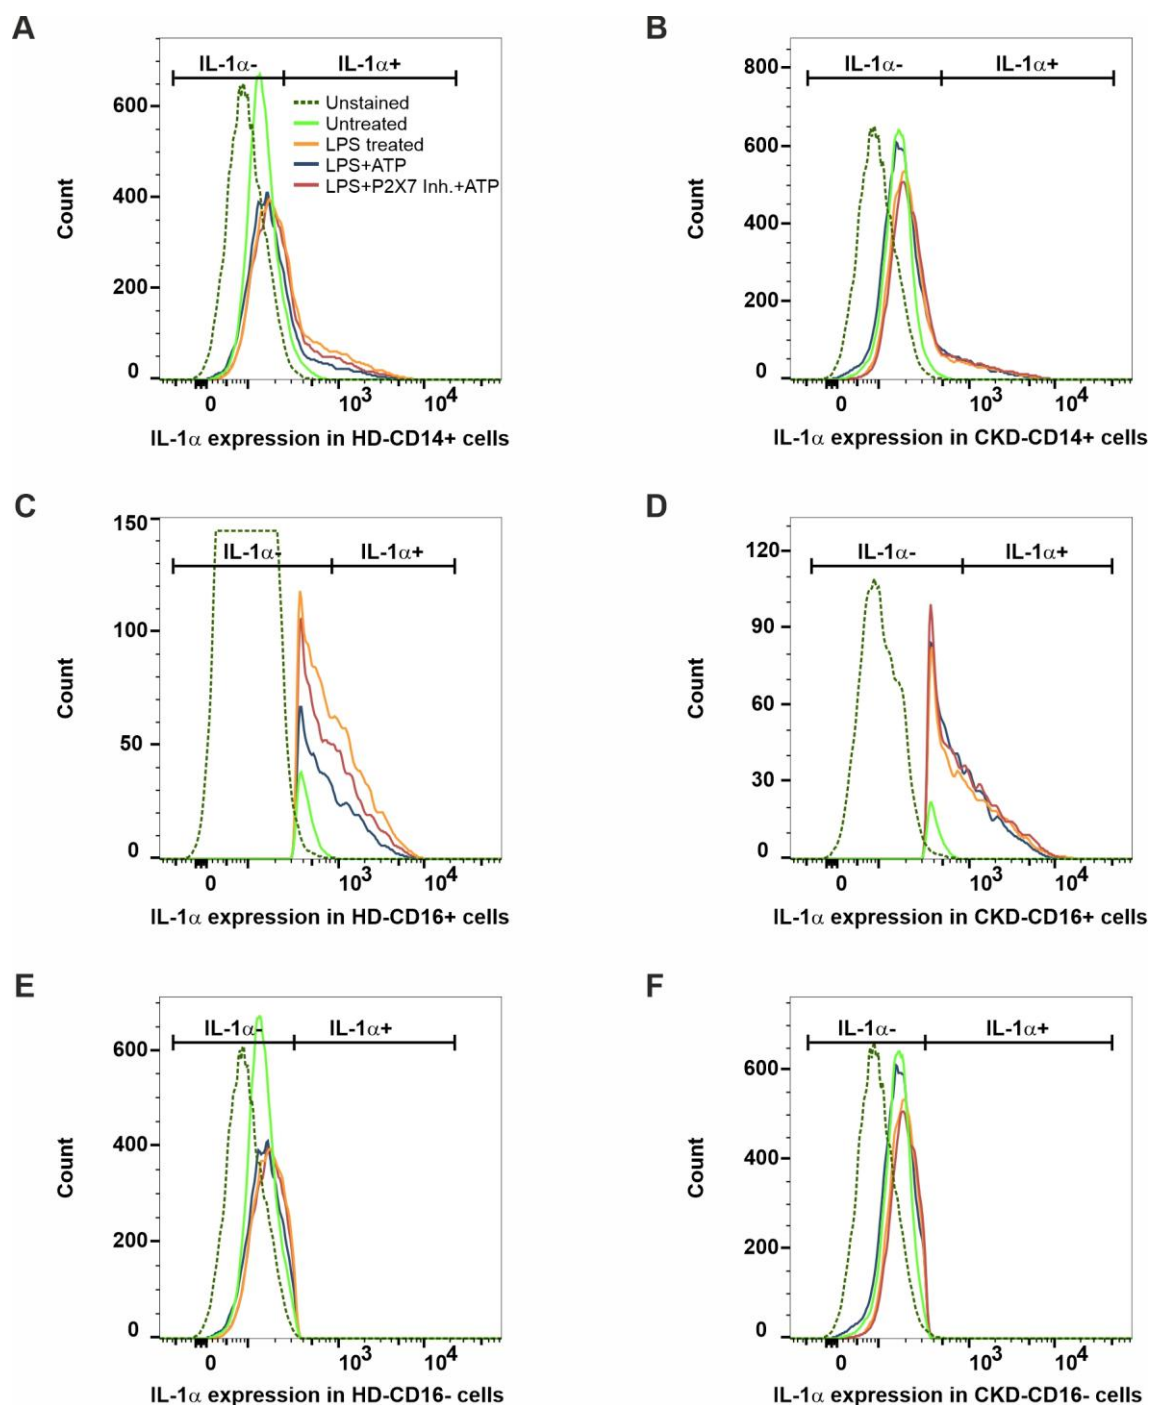 A
IL-1α-
IL-1α+
Unstained
Untreated
LPS treated
LPS+ATP
LPS+P2X7 Inh.+ATP
600
400
200
0
Count
0
10³
10⁴
IL-1α expression in HD-CD14+ cells
B
IL-1α-
IL-1α+
800
600
400
200
0
Count
0
10³
10⁴
IL-1α expression in CKD-CD14+ cells
C
IL-1α-
IL-1α+
150
100
50
0
Count
0
10³
10⁴
IL-1α expression in HD-CD16+ cells
D
IL-1α-
IL-1α+
120
90
60
30
0
Count
0
10³
10⁴
IL-1α expression in CKD-CD16+ cells
E
IL-1α-
IL-1α+
600
400
200
0
Count
0
10³
10⁴
IL-1α expression in HD-CD16- cells
F
IL-1α-
IL-1α+
600
400
200
0
Count
0
10³
10⁴
IL-1α expression in CKD-CD16- cells